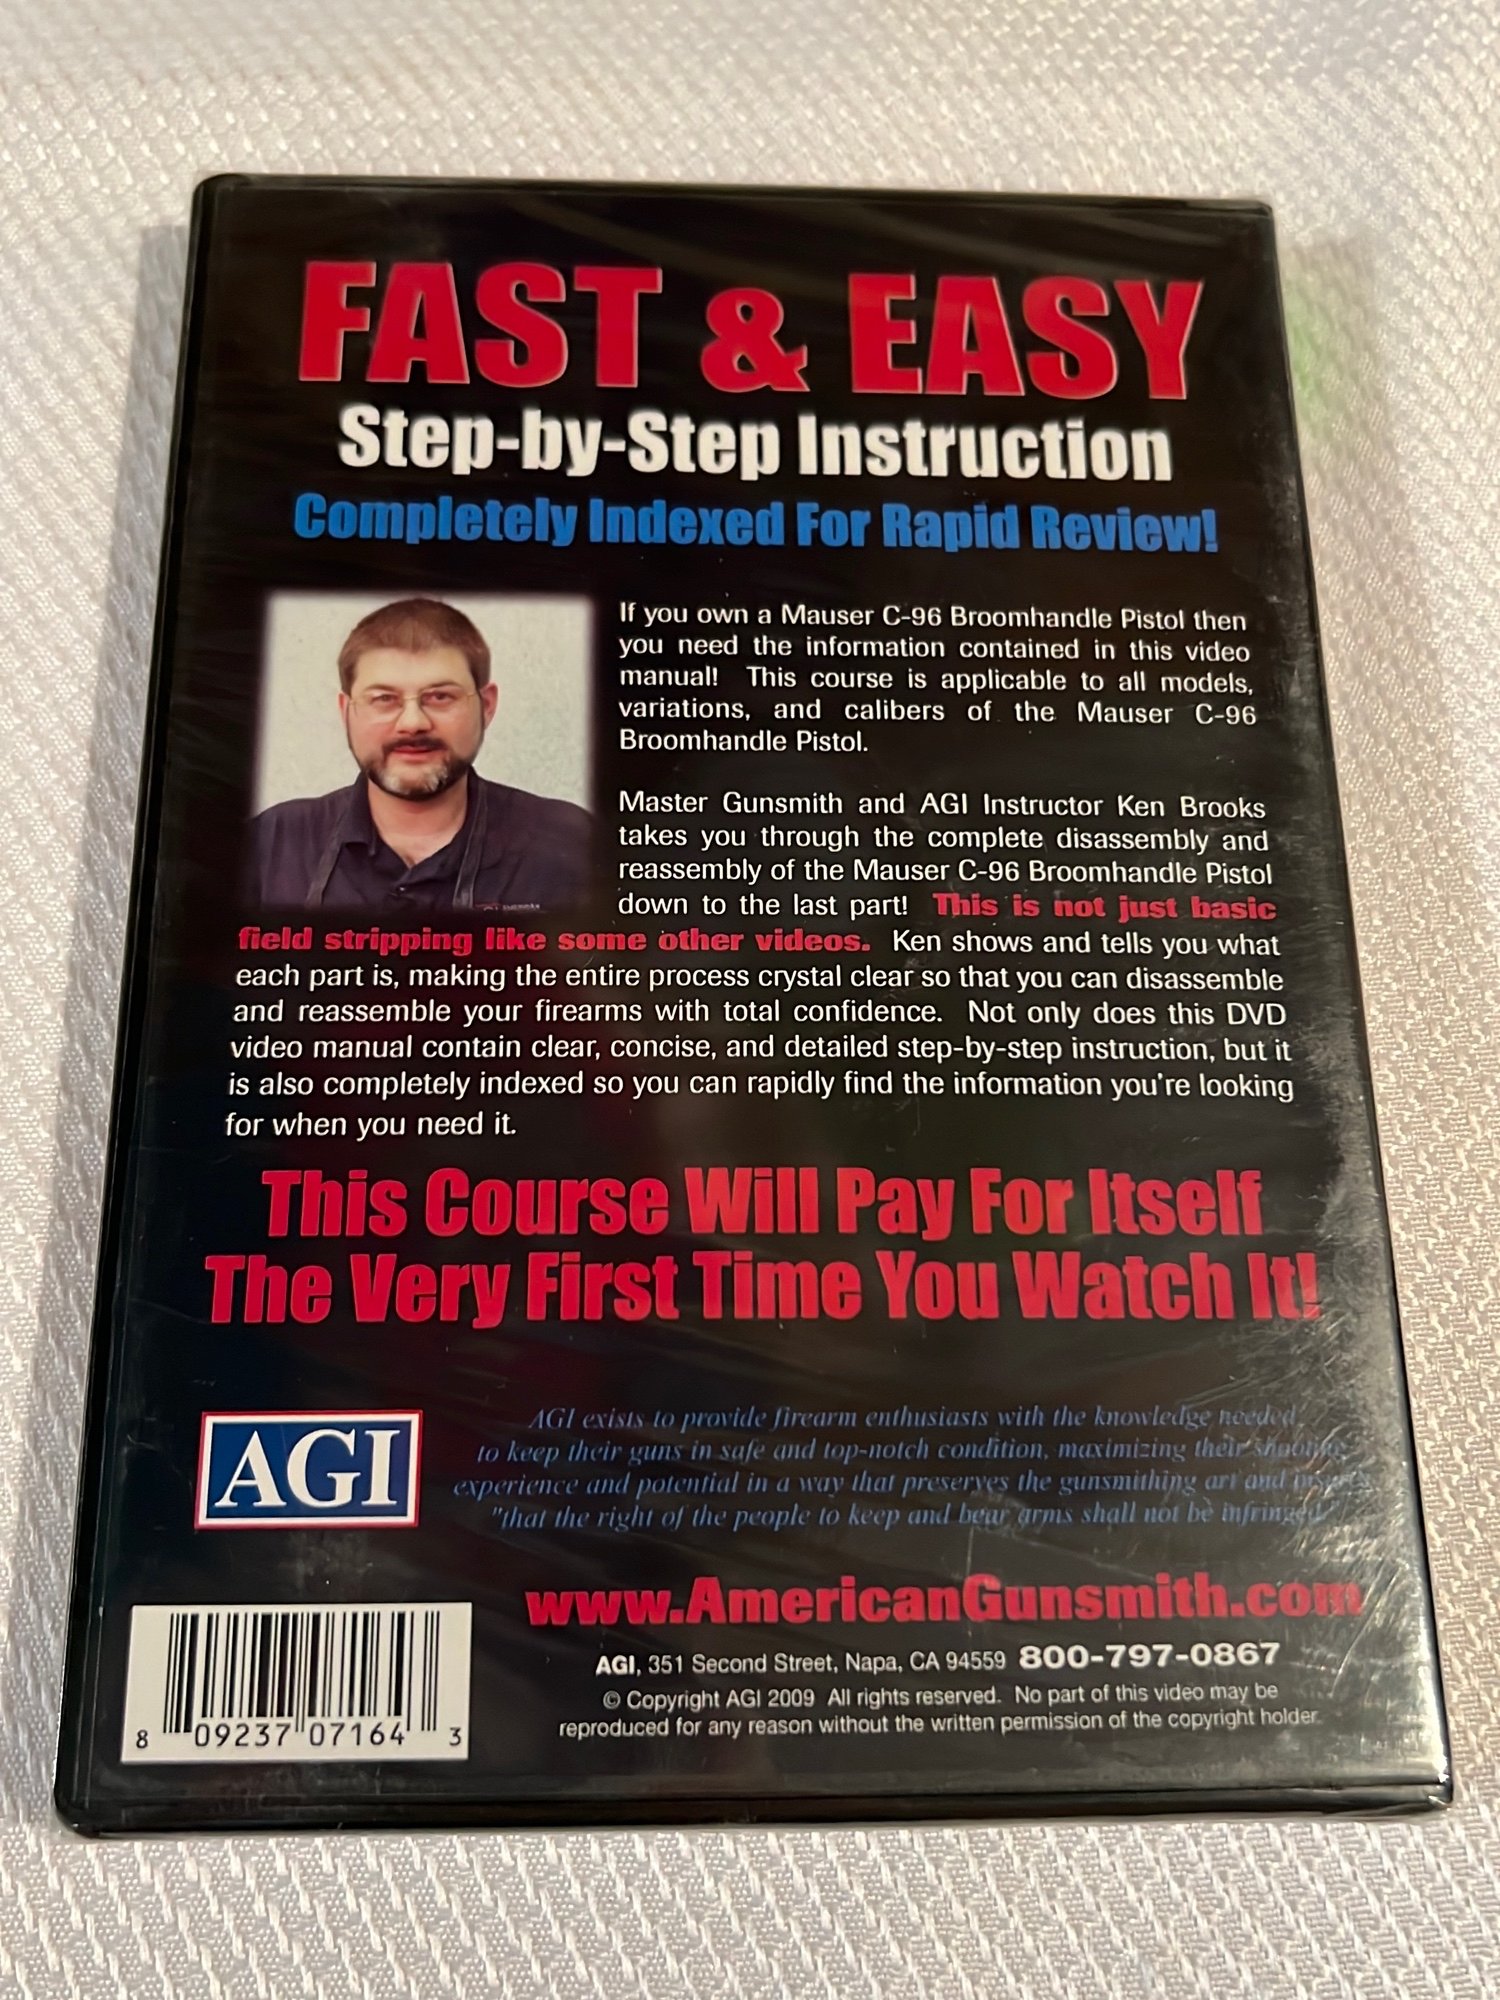 FAST & EASY
Step-by-Step Instruction
Completely Indexed For Rapid Review!
If you own a Mauser C-96 Broomhandle Pistol then
you need the information contained in this video
manual! This course is applicable to all models,
variations, and calibers of the Mauser C-96
Broomhandle Pistol.
Master Gunsmith and AGI Instructor Ken Brooks
takes you through the complete disassembly and
reassembly of the Mauser C-96 Broomhandle Pistol
down to the last part! This is not just basic
field stripping like some other videos. Ken shows and tells you what
each part is, making the entire process crystal clear so that you can disassemble
and reassemble your firearms with total confidence. Not only does this DVD
video manual contain clear, concise, and detailed step-by-step instruction, but it
is also completely indexed so you can rapidly find the information you're looking
for when you need it.
This Course Will Pay For Itself
The Very First Time You Watch It!
AGI
AGI exists to provide firearm enthusiasts with the knowledge needed
to keep their guns in safe and top-notch condition, maximizing their
experience and potential in a way that preserves the gunsmithing art and
"that the right of the people to keep and bear arms shall not be infringed"
www.AmericanGunsmith.com
AGI, 351 Second Street, Napa, CA 94559 800-797-0867
© Copyright AGI 2009 All rights reserved. No part of this video may be
reproduced for any reason without the written permission of the copyright holder.
8 09237 07164 3